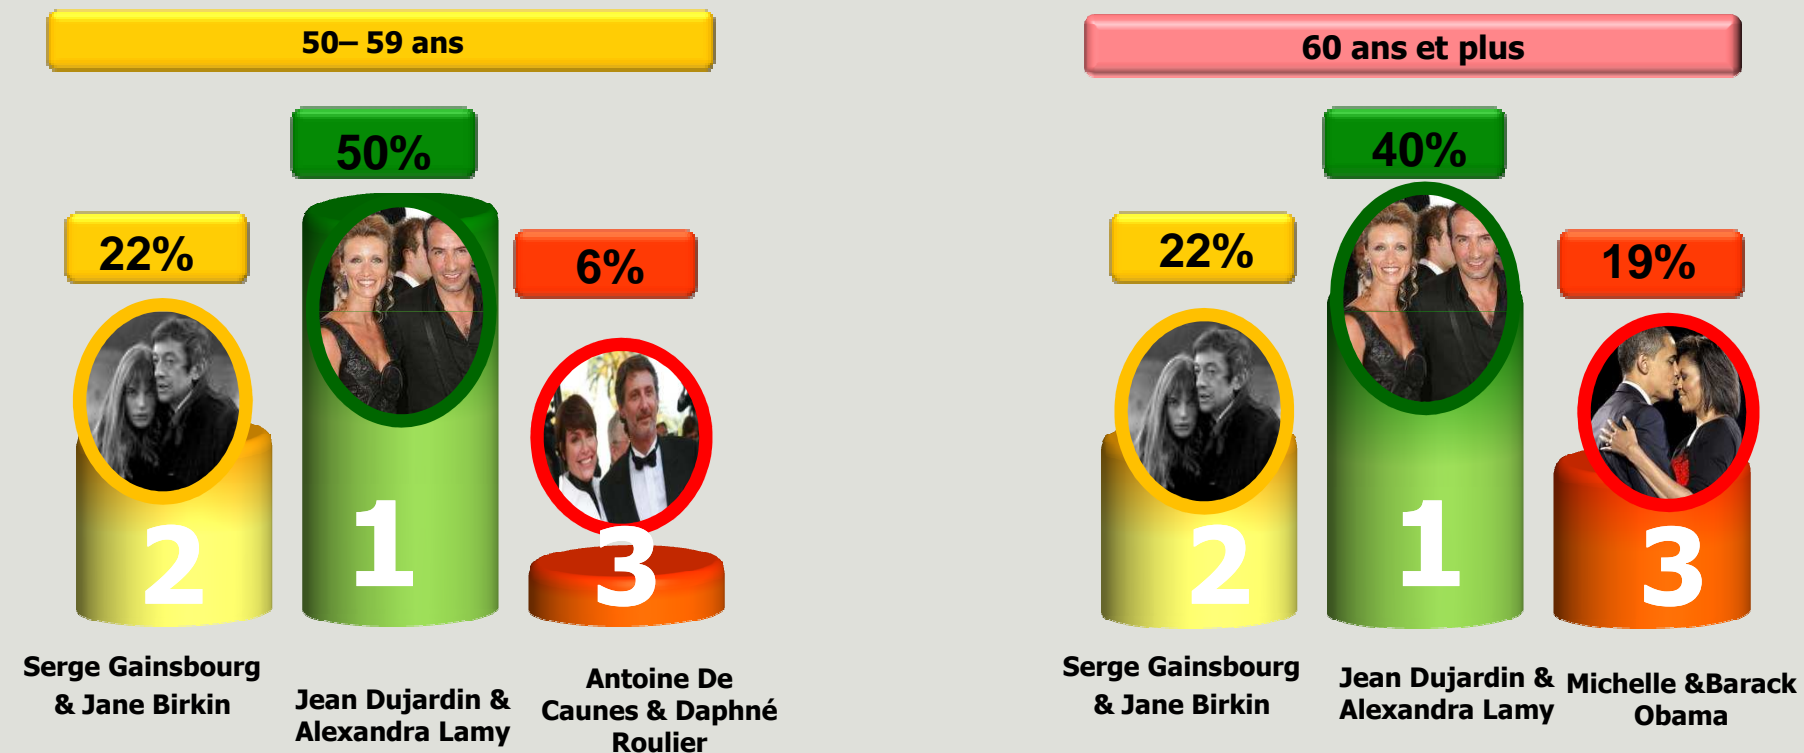 50– 59 ans
50%
22%
6%
2
1
3
Serge Gainsbourg
& Jane Birkin
Jean Dujardin &
Alexandra Lamy
Antoine De
Caunes & Daphné
Roulier
60 ans et plus
40%
22%
19%
2
1
3
Serge Gainsbourg
& Jane Birkin
Jean Dujardin &
Alexandra Lamy
Michelle &Barack
Obama